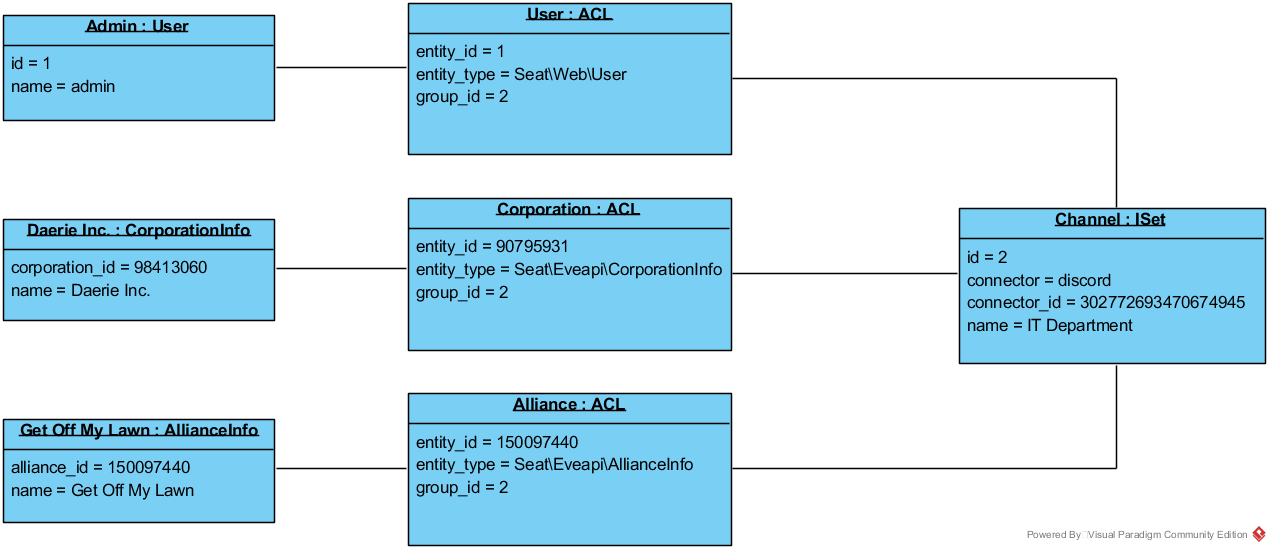 Admin : User
id = 1
name = admin
User : ACL
entity_id = 1
entity_type = Seat\Web\User
group_id = 2
Daerie Inc. : CorporationInfo
corporation_id = 98413060
name = Daerie Inc.
Corporation : ACL
entity_id = 90795931
entity_type = Seat\Eveapi\CorporationInfo
group_id = 2
Channel : ISet
id = 2
connector = discord
connector_id = 302772693470674945
name = IT Department
Get Off My Lawn : AllianceInfo
alliance_id = 150097440
name = Get Off My Lawn
Alliance : ACL
entity_id = 150097440
entity_type = Seat\Eveapi\AllianceInfo
group_id = 2
Powered By Visual Paradigm Community Edition